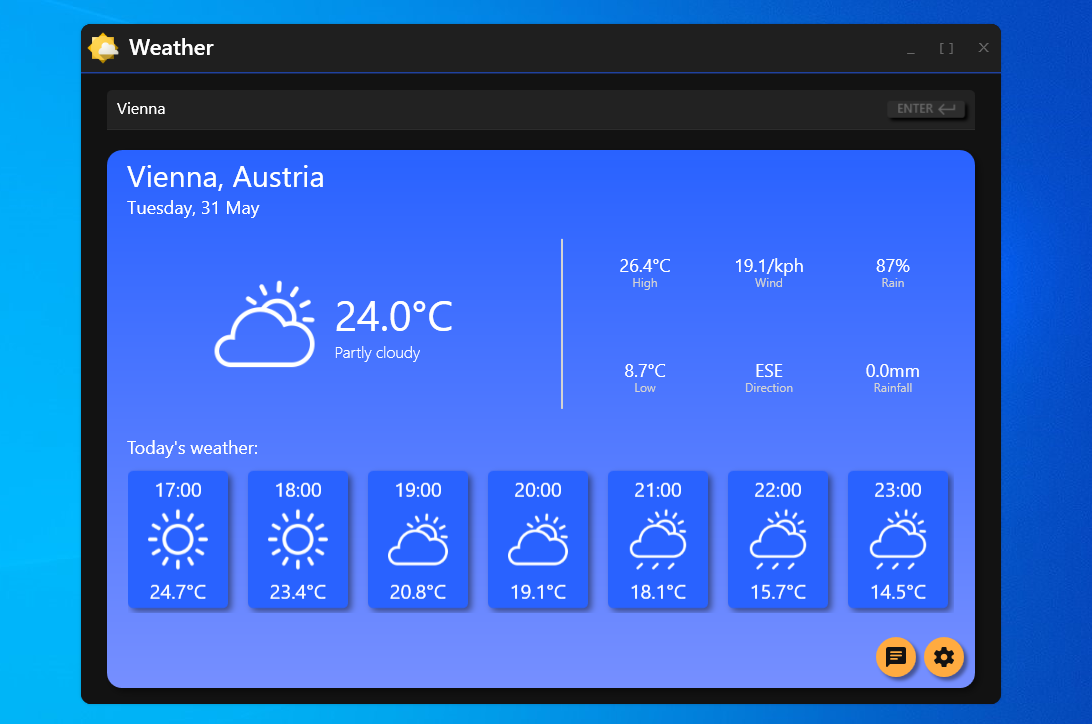 Weather
Vienna
ENTER
Vienna, Austria
Tuesday, 31 May
24.0°C
Partly cloudy
26.4°C 19.1/kph 87%
High Wind Rain
8.7°C ESE 0.0mm
Low Direction Rainfall
Today's weather:
17:00 18:00 19:00 20:00 21:00 22:00 23:00
24.7°C 23.4°C 20.8°C 19.1°C 18.1°C 15.7°C 14.5°C